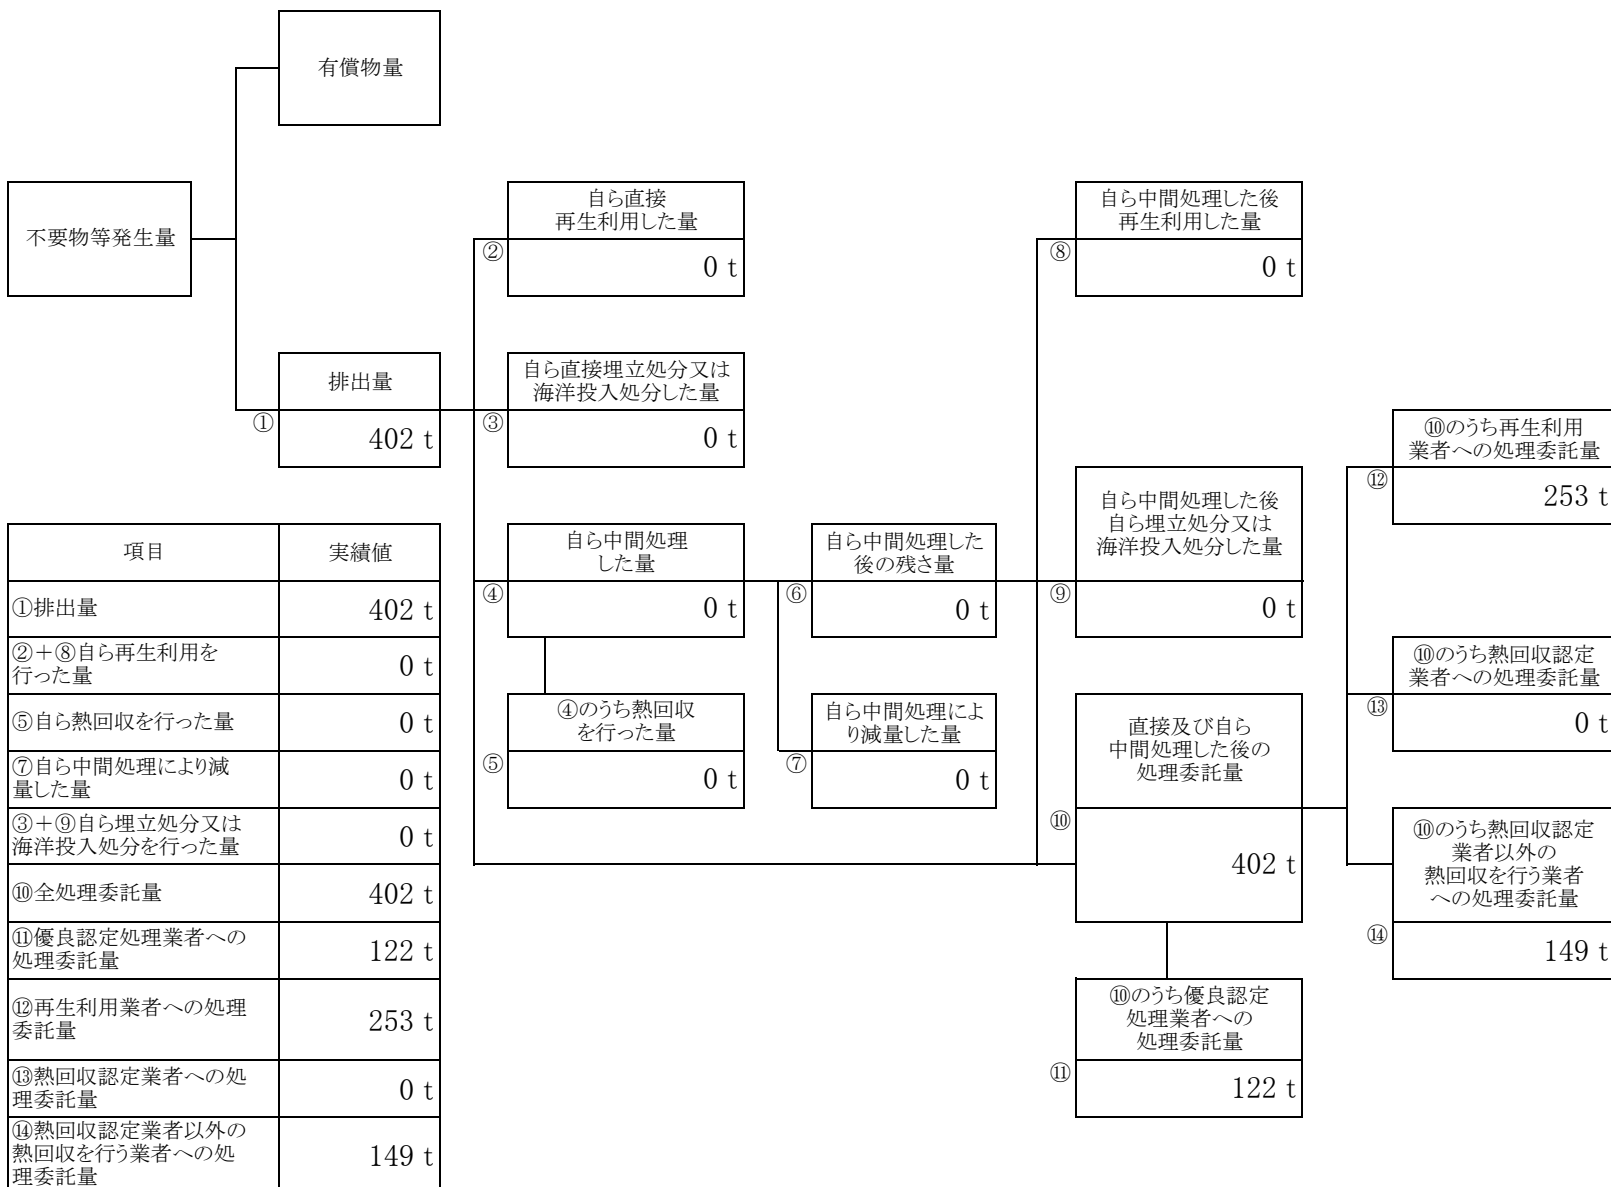 有償物量
不要物等発生量
排出量
①
402 t
自ら直接
再生利用した量
②
0 t
自ら直接埋立処分又は
海洋投入処分した量
③
0 t
自ら中間処理
した量
④
0 t
④のうち熱回収
を行った量
⑤
0 t
自ら中間処理した
後の残さ量
⑥
0 t
自ら中間処理によ
り減量した量
⑦
0 t
自ら中間処理した後
再生利用した量
⑧
0 t
自ら中間処理した後
自ら埋立処分又は
海洋投入処分した量
⑨
0 t
直接及び自ら
中間処理した後の
処理委託量
⑩
402 t
⑩のうち優良認定
処理業者への
処理委託量
⑪
122 t
⑩のうち再生利用
業者への処理委託量
⑫
253 t
⑩のうち熱回収認定
業者への処理委託量
⑬
0 t
⑩のうち熱回収認定
業者以外の
熱回収を行う業者
への処理委託量
⑭
149 t
項目 実績値
①排出量 402 t
②+⑧自ら再生利用を
行った量 0 t
⑤自ら熱回収を行った量 0 t
⑦自ら中間処理により減
量した量 0 t
③+⑨自ら埋立処分又は
海洋投入処分を行った量 0 t
⑩全処理委託量 402 t
⑪優良認定処理業者への
処理委託量 122 t
⑫再生利用業者への処理
委託量 253 t
⑬熱回収認定業者への処
理委託量 0 t
⑭熱回収認定業者以外の
熱回収を行う業者への処
理委託量 149 t